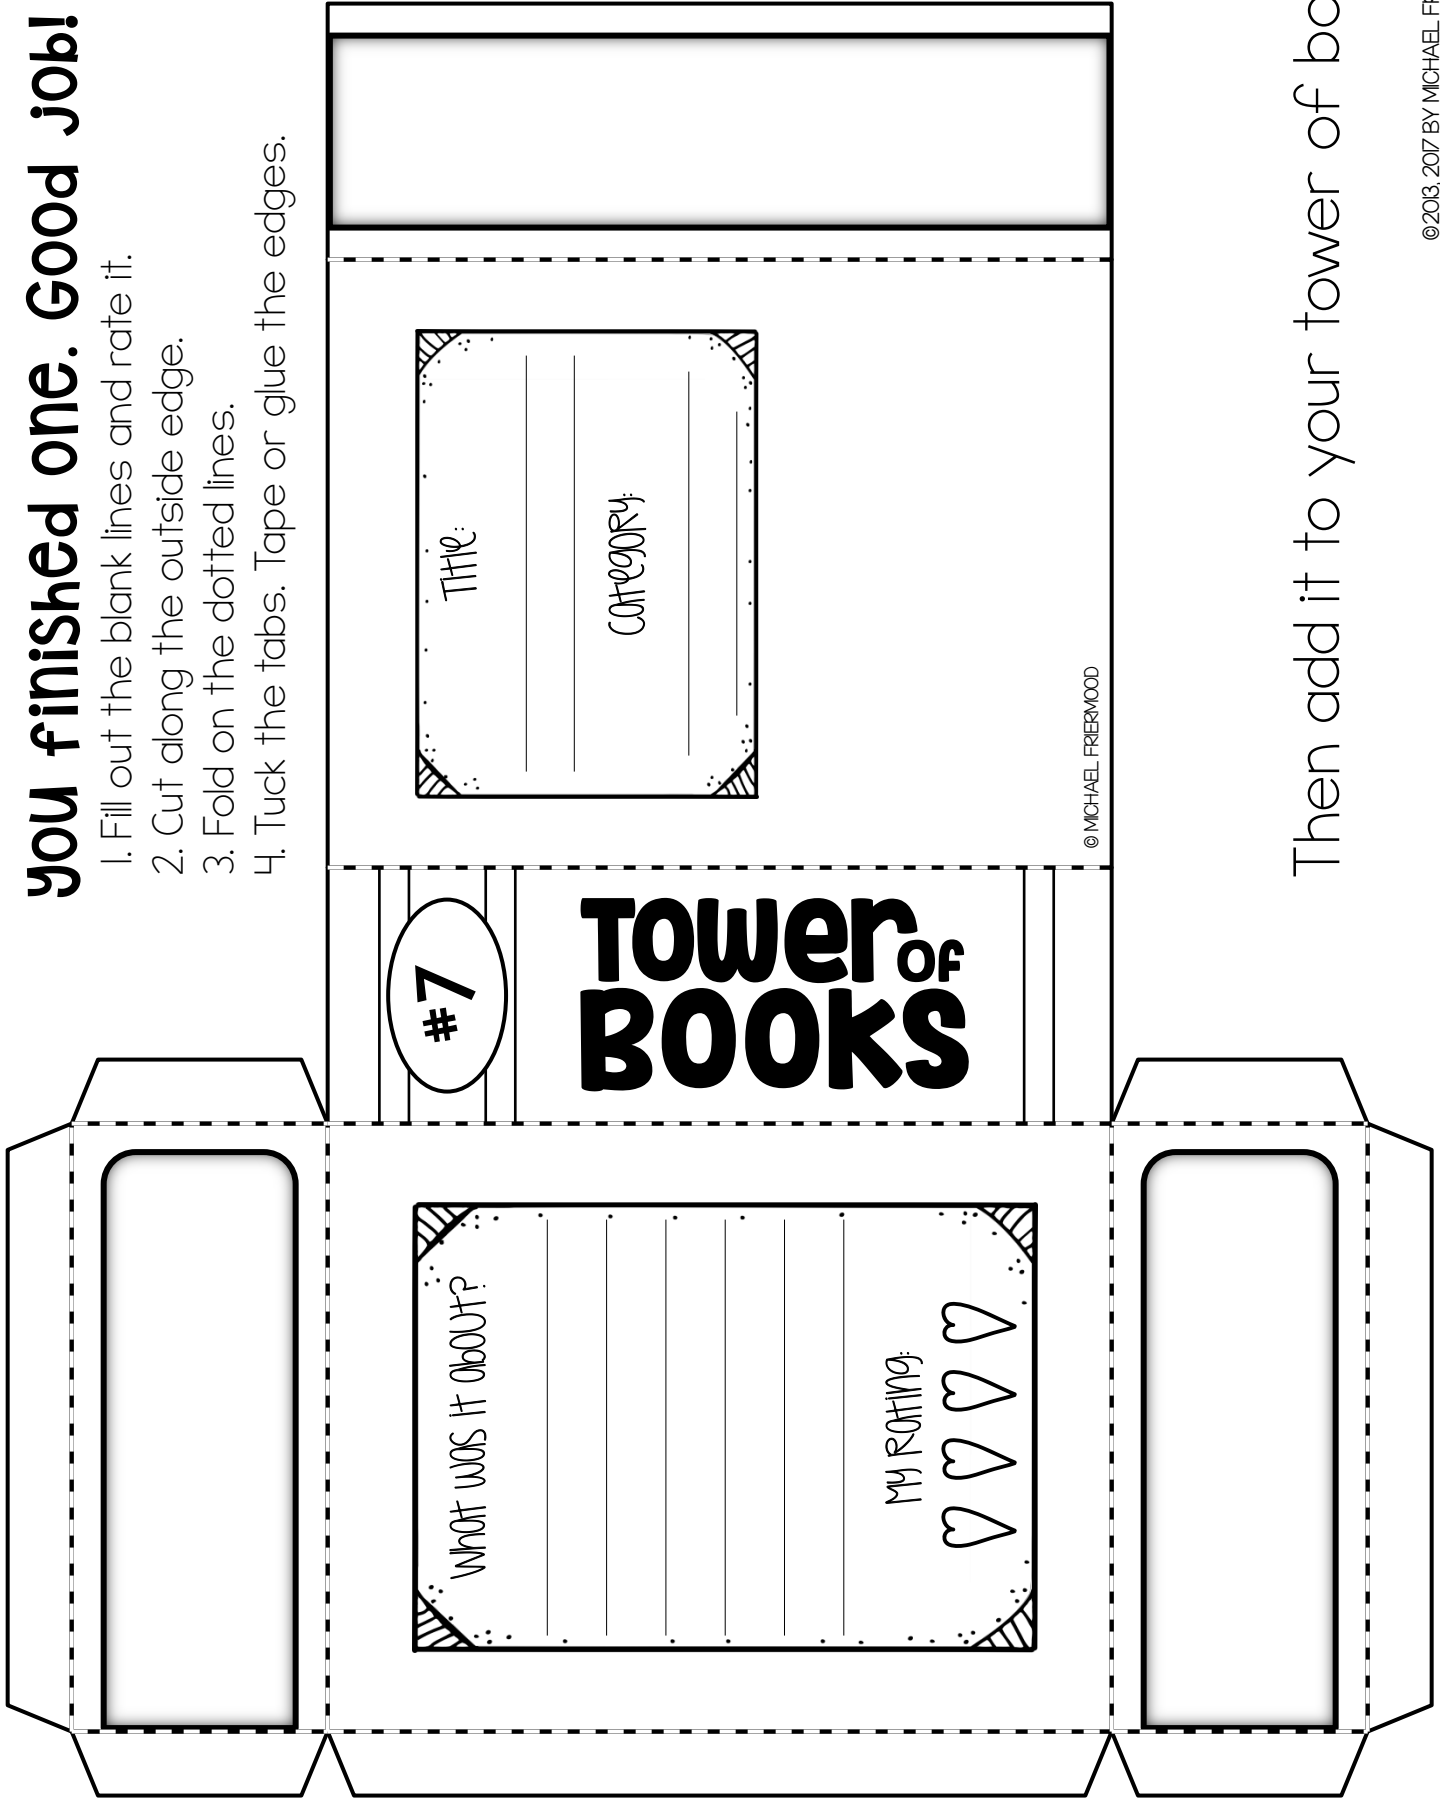 You finished one. Good job!
1. Fill out the blank lines and rate it.
2. Cut along the outside edge.
3. Fold on the dotted lines.
4. Tuck the tabs. Tape or glue the edges.
Title:
Category:
© MICHAEL FRIERMOOD
#7
Tower of
BOOKS
What was it about?
My Rating:
Then add it to your tower of
©2013, 2017 BY MICHAEL